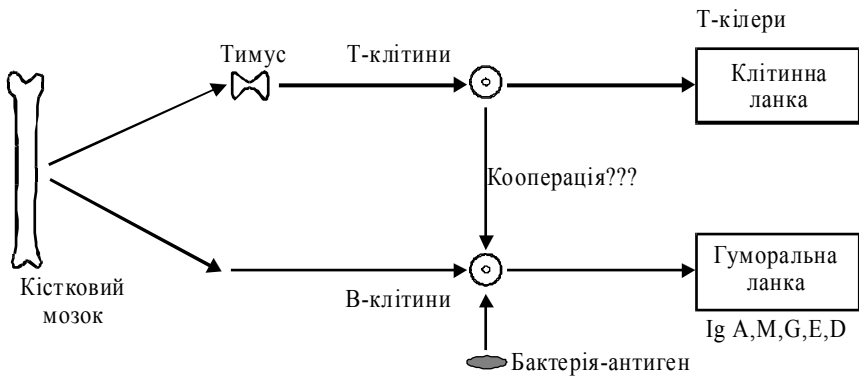 Т-кілери
Тимус
Т-клітини
Клітинна
ланка
Кооперація???
Кістковий
мозок
В-клітини
Гуморальна
ланка
Ig A,M,G,E,D
Бактерія-антиген